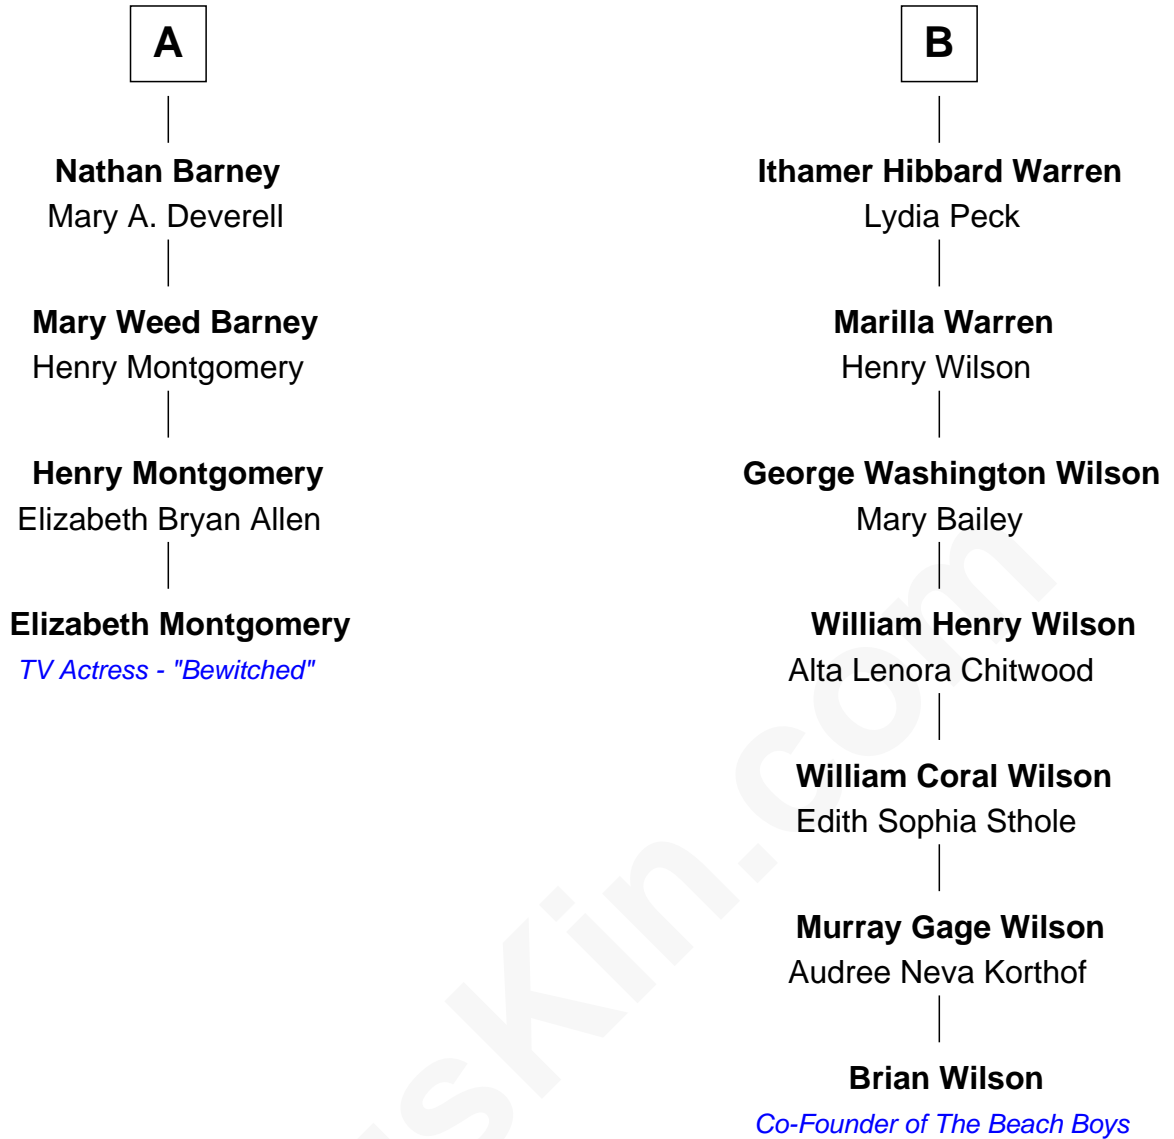 A
Nathan Barney
Mary A. Deverell
Mary Weed Barney
Henry Montgomery
Henry Montgomery
Elizabeth Bryan Allen
Elizabeth Montgomery
TV Actress - "Bewitched"
B
Ithamer Hibbard Warren
Lydia Peck
Marilla Warren
Henry Wilson
George Washington Wilson
Mary Bailey
William Henry Wilson
Alta Lenora Chitwood
William Coral Wilson
Edith Sophia Sthole
Murray Gage Wilson
Audree Neva Korthof
Brian Wilson
Co-Founder of The Beach Boys
sKin.com